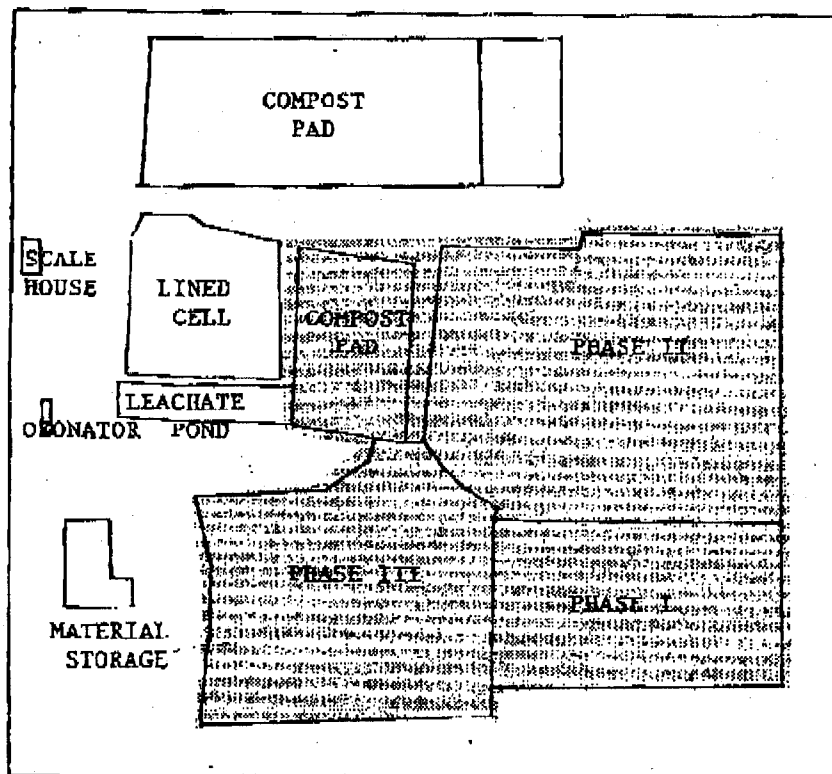 COMPOST
PAD
SCALE
HOUSE
LINED
CELL
COMPOST
PAD
PHASE II
LEACHATE
POND
OZONATOR
PHASE III
PHASE I
MATERIAL
STORAGE